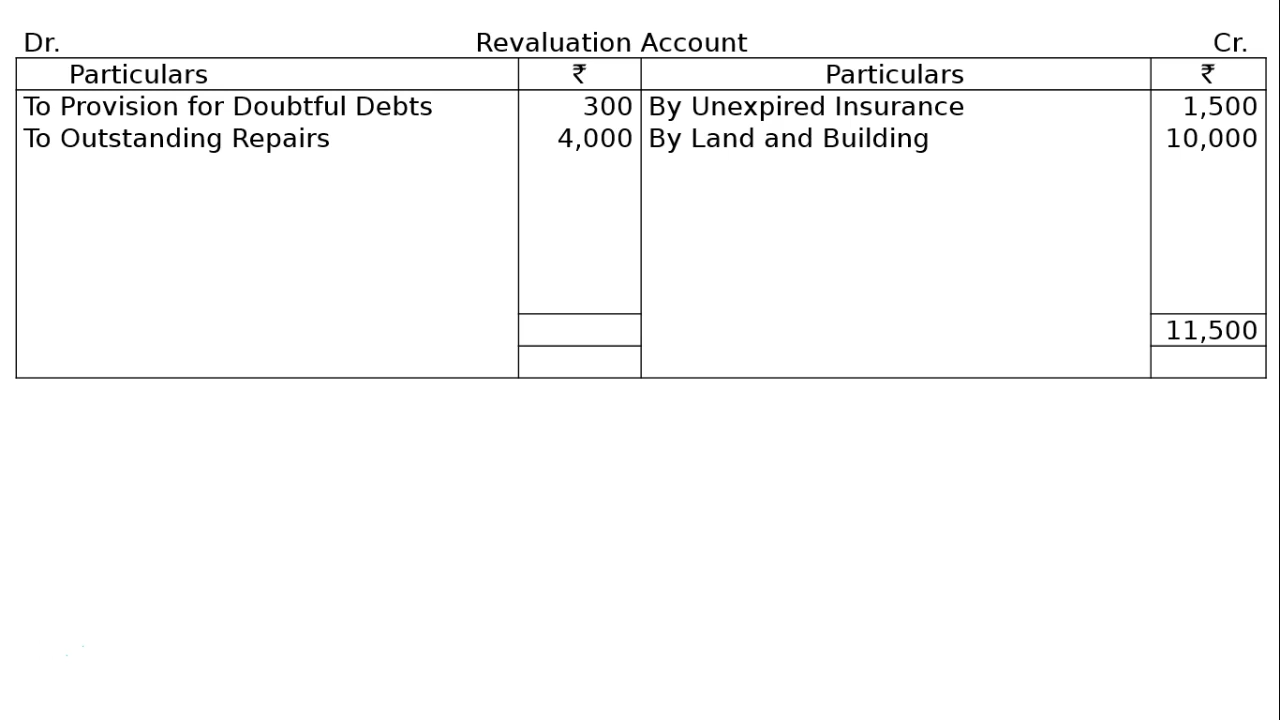 Dr. Revaluation Account Cr.
Particulars ₹ Particulars ₹
To Provision for Doubtful Debts 300 By Unexpired Insurance 1,500
To Outstanding Repairs 4,000 By Land and Building 10,000
11,500